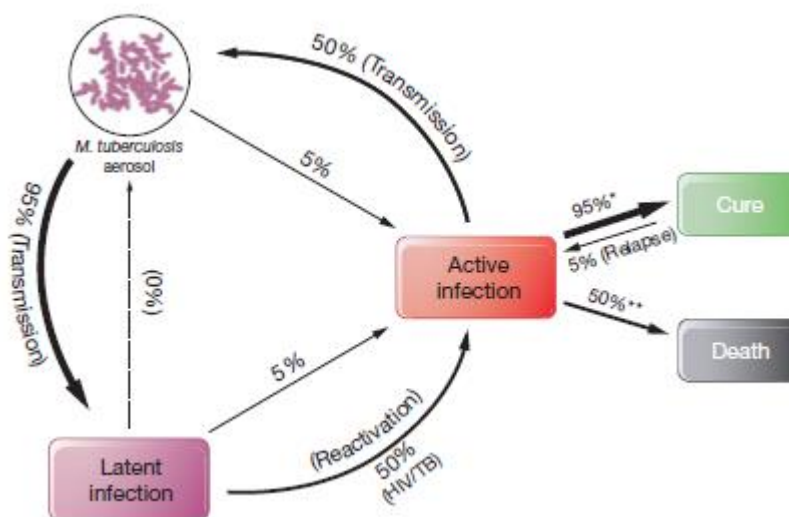 50% (Transmission)
M. tuberculosis
aerosol
5%
95% (Transmission)
(0%)
95%*
Cure
5% (Relapse)
Active
infection
50%**
Death
5%
(Reactivation)
50%
(HIV/TB)
Latent
infection